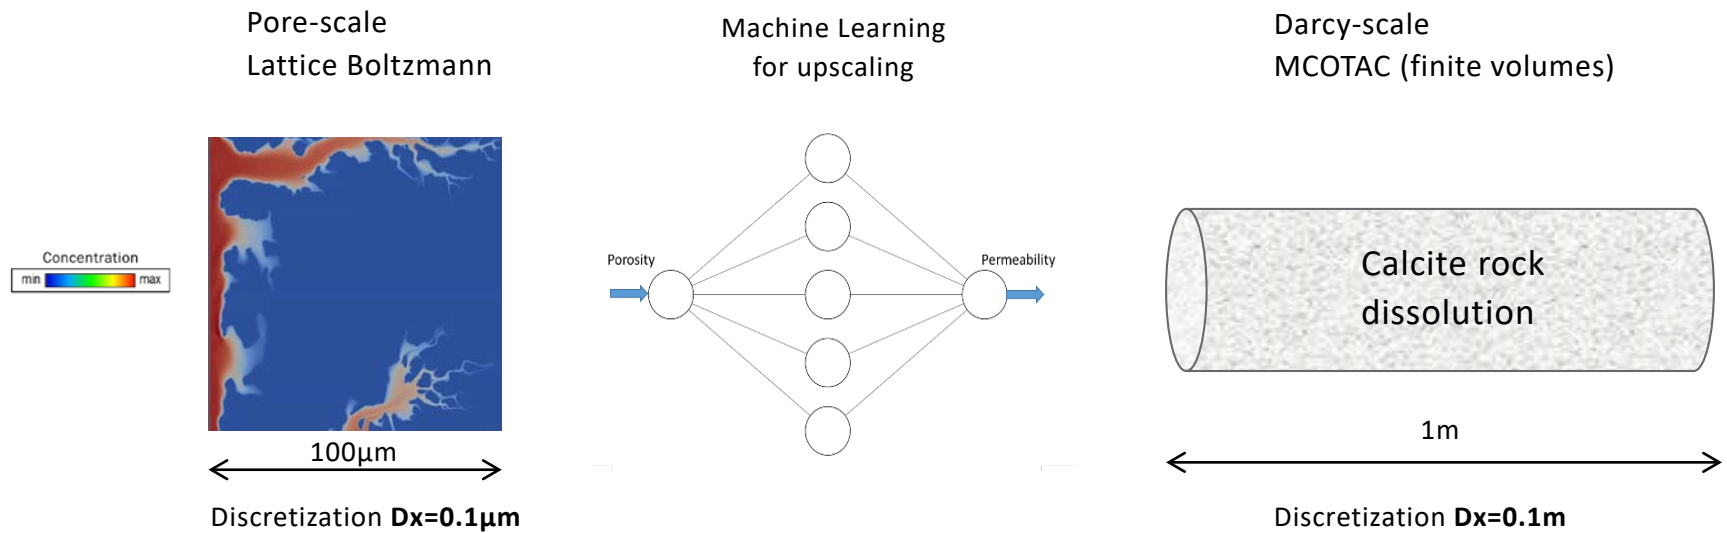 Pore-scale
Lattice Boltzmann
Machine Learning
for upscaling
Darcy-scale
MCOTAC (finite volumes)
Concentration
min max
Porosity
Permeability
Calcite rock
dissolution
100µm
1m
Discretization Dx=0.1µm
Discretization Dx=0.1m